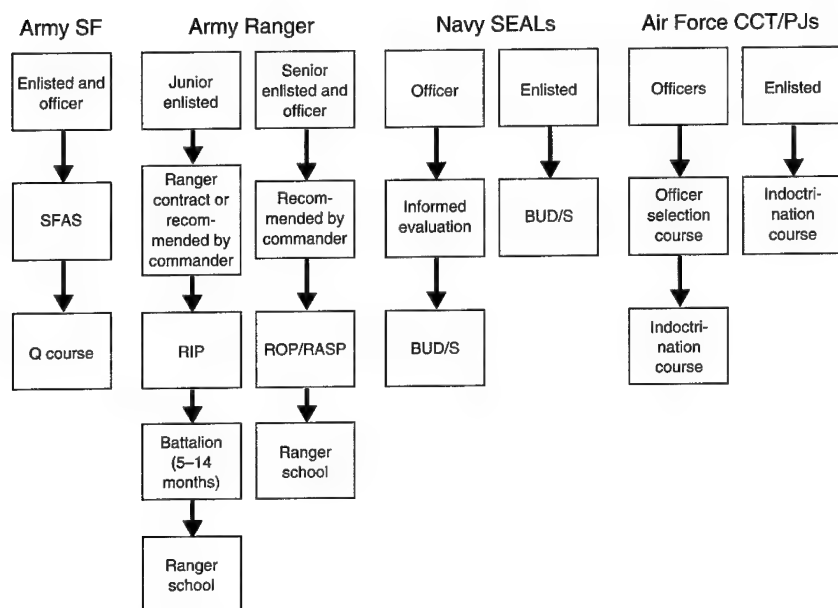 Army SF
Army Ranger
Navy SEALs
Air Force CCT/PJs
Enlisted and
officer
SFAS
Q course
Junior
enlisted
Ranger
contract or
recom-
mended by
commander
RIP
Battalion
(5–14
months)
Ranger
school
Senior
enlisted and
officer
Recom-
mended by
commander
ROP/RASP
Ranger
school
Officer
Informed
evaluation
BUD/S
Enlisted
BUD/S
Officers
Officer
selection
course
Indoctri-
nation
course
Enlisted
Indoctri-
nation
course